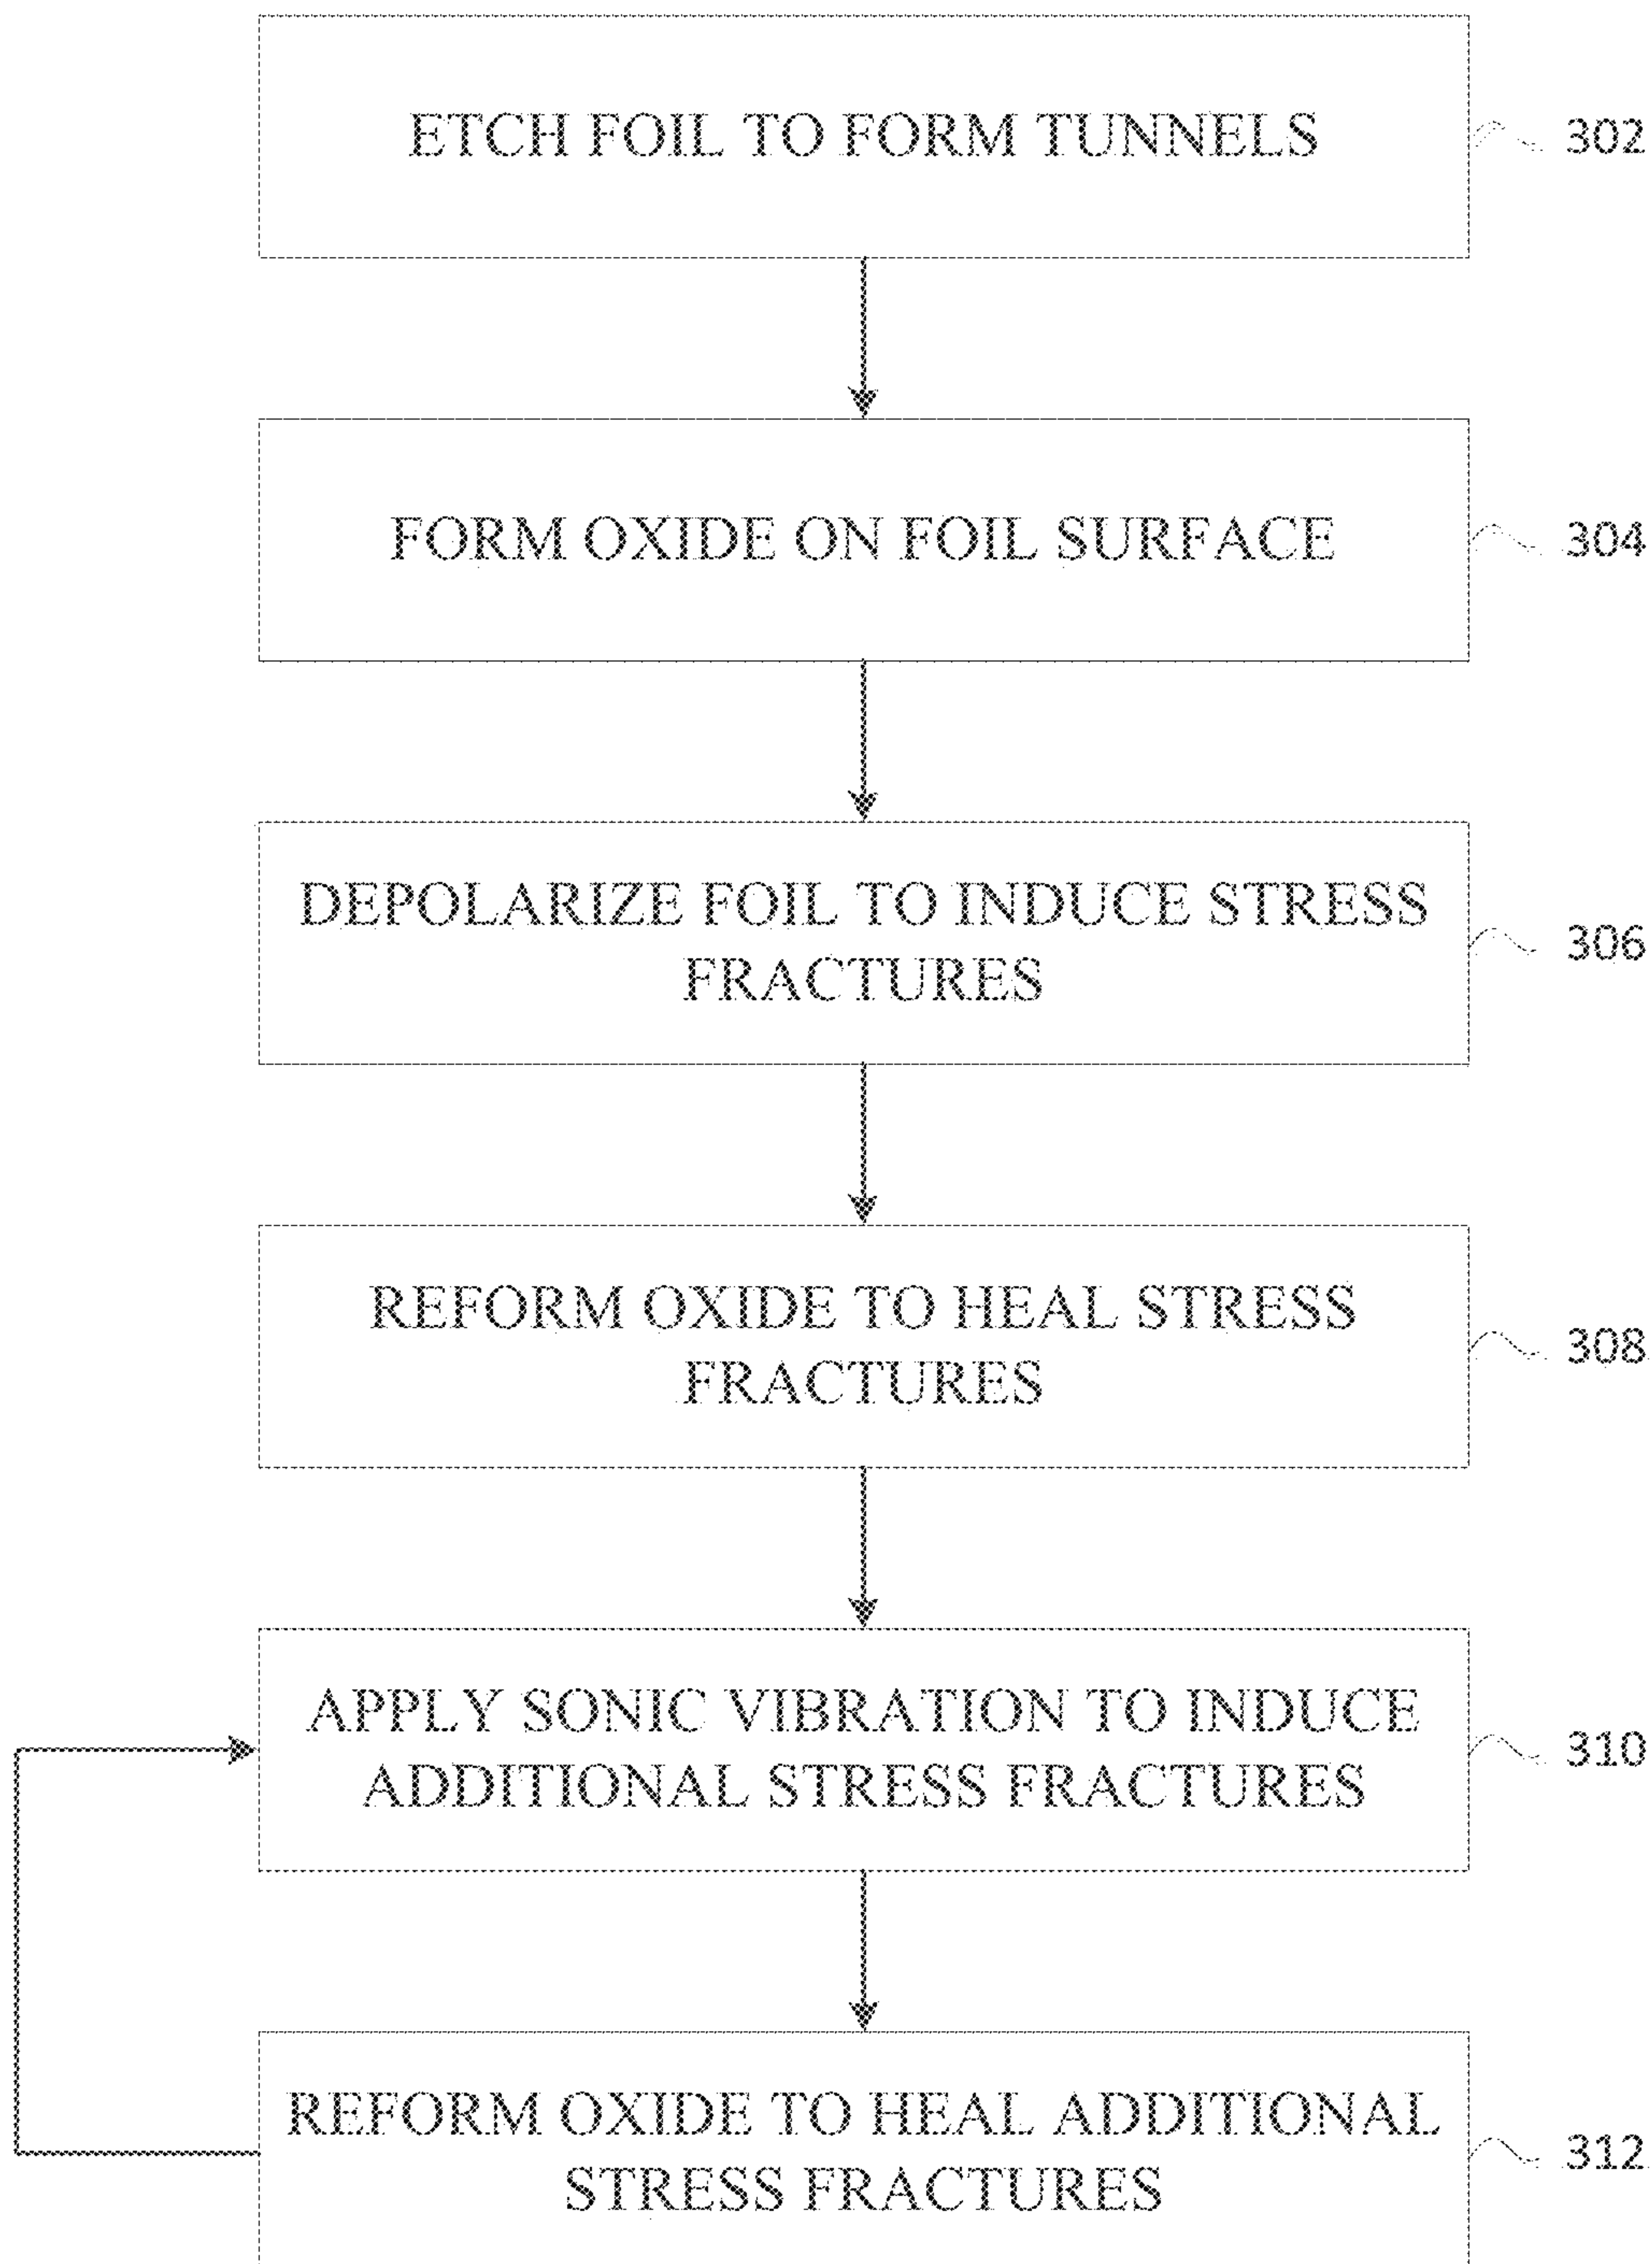 ETCH FOIL TO FORM TUNNELS
302
FORM OXIDE ON FOIL SURFACE
304
DEPOLARIZE FOIL TO INDUCE STRESS
FRACTURES
306
REFORM OXIDE TO HEAL STRESS
FRACTURES
308
APPLY SONIC VIBRATION TO INDUCE
ADDITIONAL STRESS FRACTURES
310
REFORM OXIDE TO HEAL ADDITIONAL
STRESS FRACTURES
312